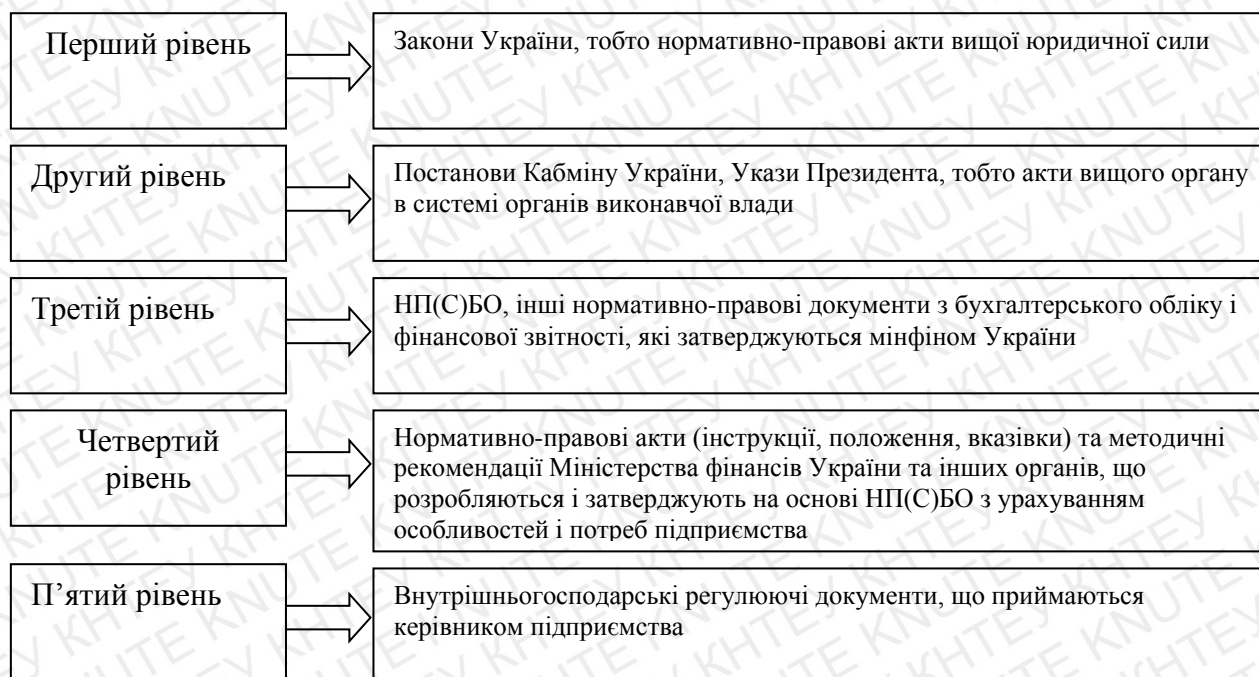 Перший рівень
Закони України, тобто нормативно-правові акти вищої юридичної сили
Другий рівень
Постанови Кабміну України, Укази Президента, тобто акти вищого органу
в системі органів виконавчої влади
Третій рівень
НП(С)БО, інші нормативно-правові документи з бухгалтерського обліку і
фінансової звітності, які затверджуються мінфіном України
Четвертий
рівень
Нормативно-правові акти (інструкції, положення, вказівки) та методичні
рекомендації Міністерства фінансів України та інших органів, що
розробляються і затверджують на основі НП(С)БО з урахуванням
особливостей і потреб підприємства
П’ятий рівень
Внутрішньогосподарські регулюючі документи, що приймаються
керівником підприємства